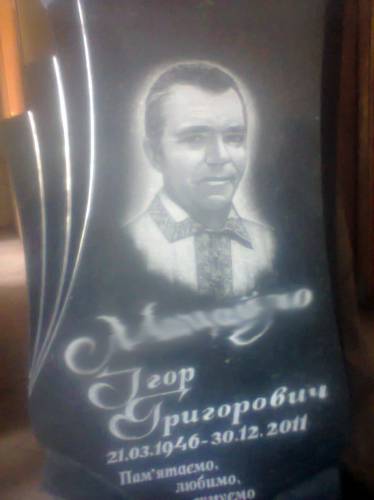 Ігор
Григорович
21.03.1946-30.12.2011
Пам'ятаємо,
любимо,